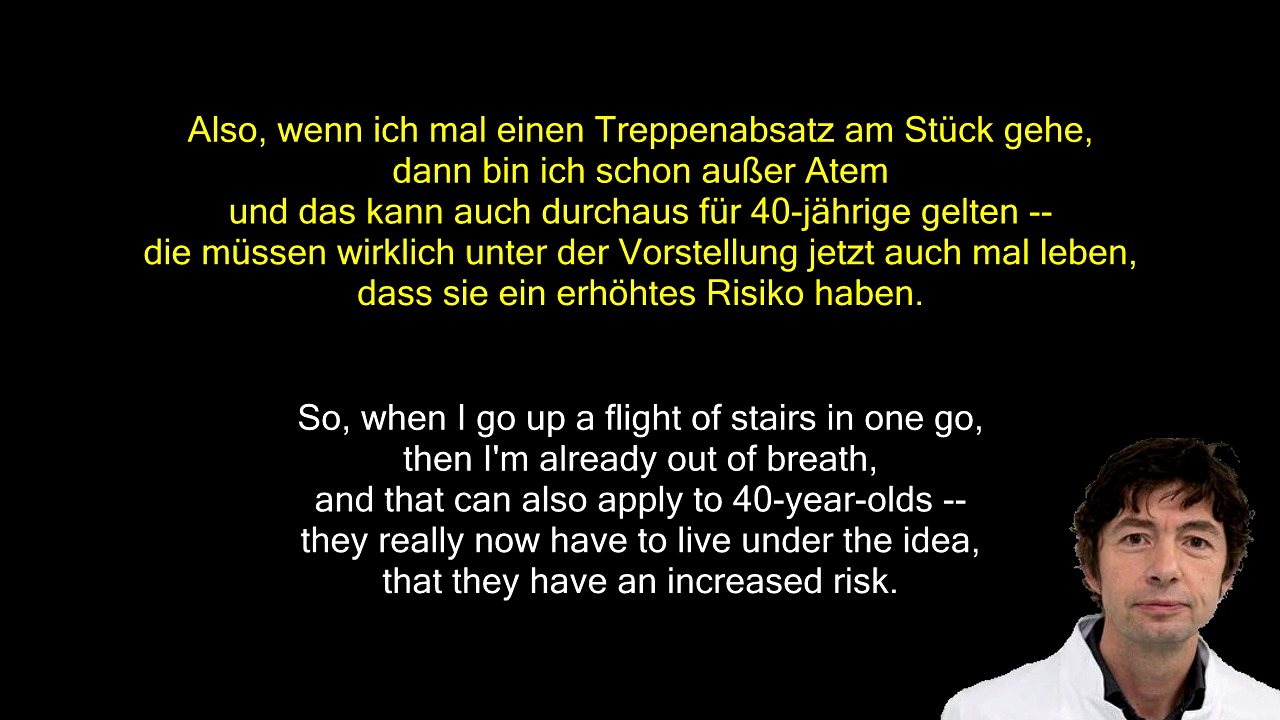 Also, wenn ich mal einen Treppenabsatz am Stück gehe,
dann bin ich schon außer Atem
und das kann auch durchaus für 40-jährige gelten --
die müssen wirklich unter der Vorstellung jetzt auch mal leben,
dass sie ein erhöhtes Risiko haben.
So, when I go up a flight of stairs in one go,
then I'm already out of breath,
and that can also apply to 40-year-olds --
they really now have to live under the idea,
that they have an increased risk.